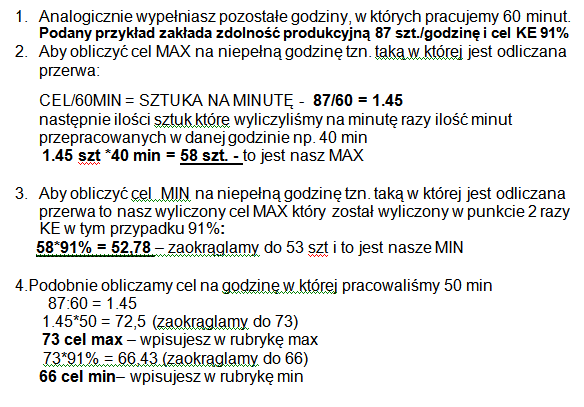 1. Analogicznie wypełniasz pozostałe godziny, w których pracujemy 60 minut.
Podany przykład zakłada zdolność produkcyjną 87 szt./godzinę i cel KE 91%
2. Aby obliczyć cel MAX na niepełną godzinę tzn. taką w której jest odliczana
przerwa:
CEL/60MIN = SZTUKA NA MINUTĘ - 87/60 = 1.45
następnie ilości sztuk które wyliczyliśmy na minutę razy ilość minut
przepracowanych w danej godzinie np. 40 min
1.45 szt *40 min = 58 szt. - to jest nasz MAX
3. Aby obliczyć cel MIN na niepełną godzinę tzn. taką w której jest odliczana
przerwa to nasz wyliczony cel MAX który został wyliczony w punkcie 2 razy
KE w tym przypadku 91%:
58*91% = 52,78 – zaokrąglamy do 53 szt i to jest nasze MIN
4.Podobnie obliczamy cel na godzinę w której pracowaliśmy 50 min
87:60 = 1.45
1.45*50 = 72,5 (zaokrąglamy do 73)
73 cel max – wpisujesz w rubrykę max
73*91% = 66,43 (zaokrąglamy do 66)
66 cel min– wpisujesz w rubrykę min